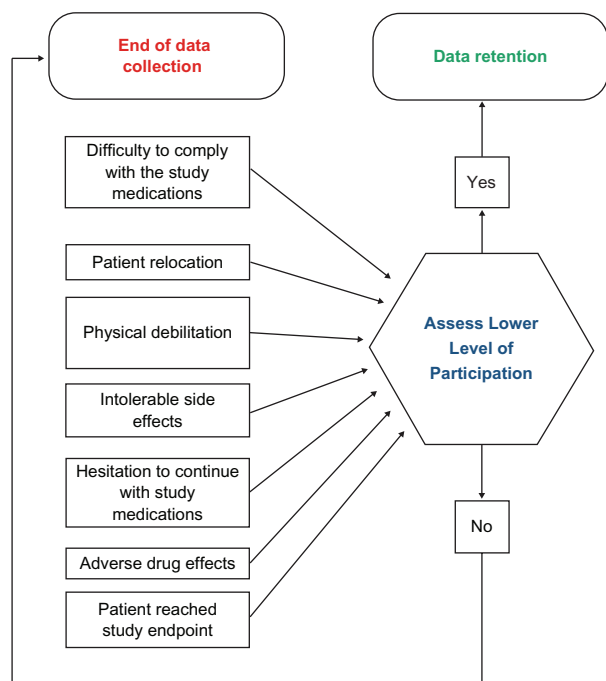 End of data
collection
Data retention
Difficulty to comply
with the study
medications
Yes
Patient relocation
Physical debilitation
Assess Lower
Level of
Participation
Intolerable side
effects
Hesitation to continue
with study
medications
No
Adverse drug effects
Patient reached
study endpoint